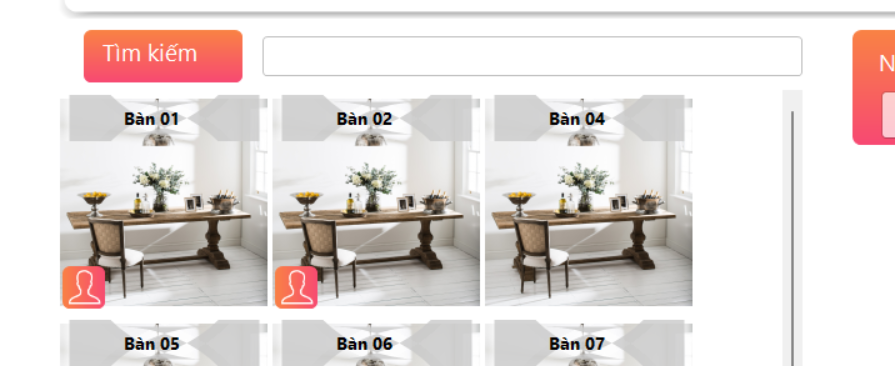 Tìm kiếm
N
Bàn 01
Bàn 02
Bàn 04
Bàn 05
Bàn 06
Bàn 07